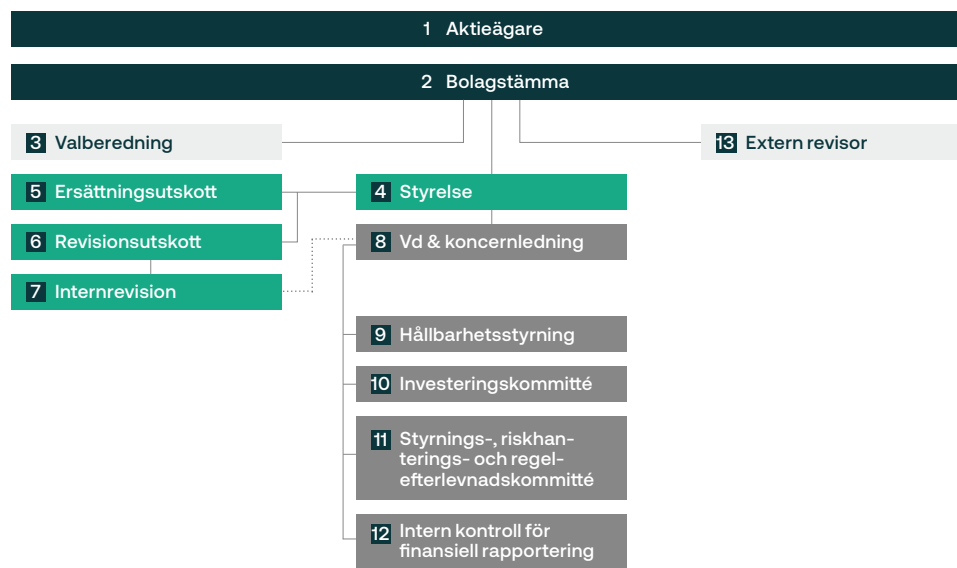 1 Aktieägare
2 Bolagstämma
3 Valberedning
13 Extern revisor
5 Ersättningsutskott
4 Styrelse
6 Revisionsutskott
8 Vd & koncernledning
7 Internrevision
9 Hållbarhetsstyrning
10 Investeringskommitté
11 Styrnings-, riskhan-
terings- och regel-
efterlevnadskommitté
12 Intern kontroll för
finansiell rapportering